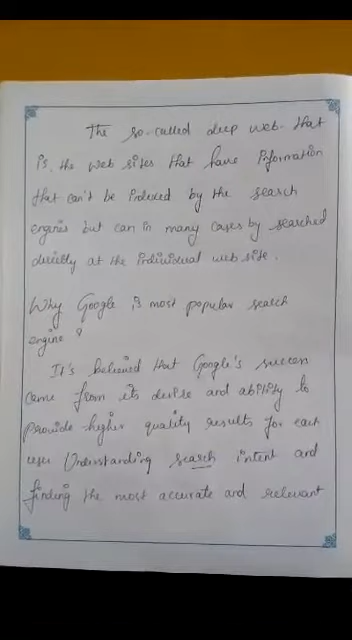 The so-called deep web- that
is, the web sites that have Information
that can't be Indexed by the search
engines but can in many cases by searched
directly at the individual web site.
Why Google is most popular search
engine ?
It's believed that Google's success
came from its desire and ability to
provide higher quality results for each
user Understanding search intent and
finding the most accurate and relevant